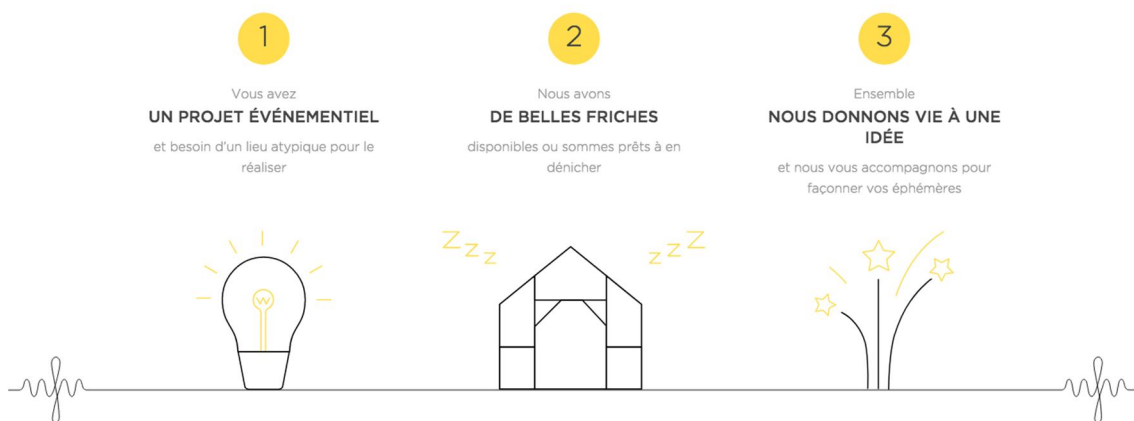 1
Vous avez
UN PROJET ÉVÉNEMENTIEL
et besoin d'un lieu atypique pour le
réaliser
2
Nous avons
DE BELLES FRICHES
disponibles ou sommes prêts à en
dénicher
3
Ensemble
NOUS DONNONS VIE À UNE
IDÉE
et nous vous accompagnons pour
façonner vos éphémères
W
Z Z Z
Z Z Z